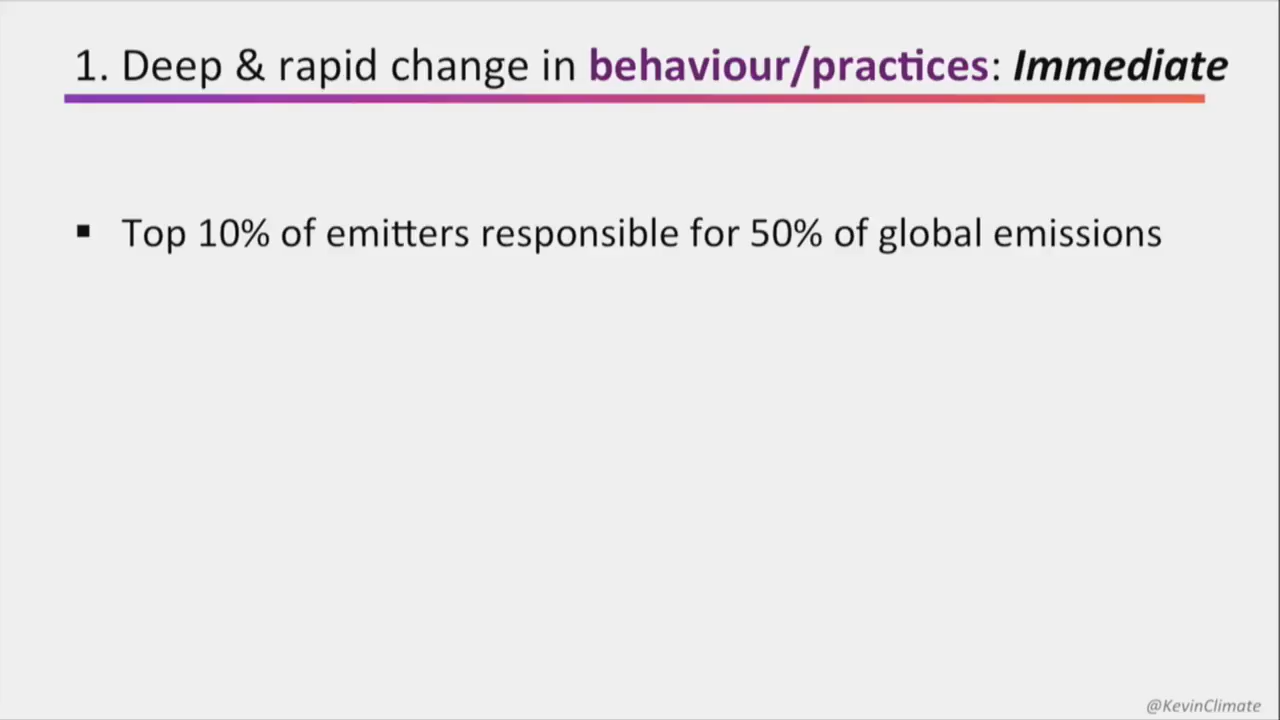 1. Deep & rapid change in behaviour/practices: Immediate
▪ Top 10% of emitters responsible for 50% of global emissions
@KevinClimate